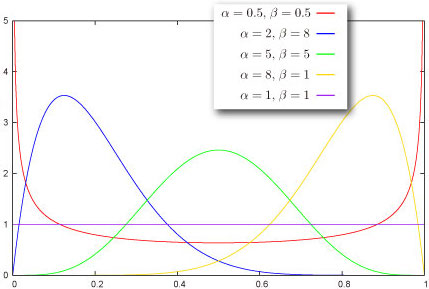 α = 0.5, β = 0.5
α = 2, β = 8
α = 5, β = 5
α = 8, β = 1
α = 1, β = 1
5
4
3
2
1
0
0 0.2 0.4 0.6 0.8 1